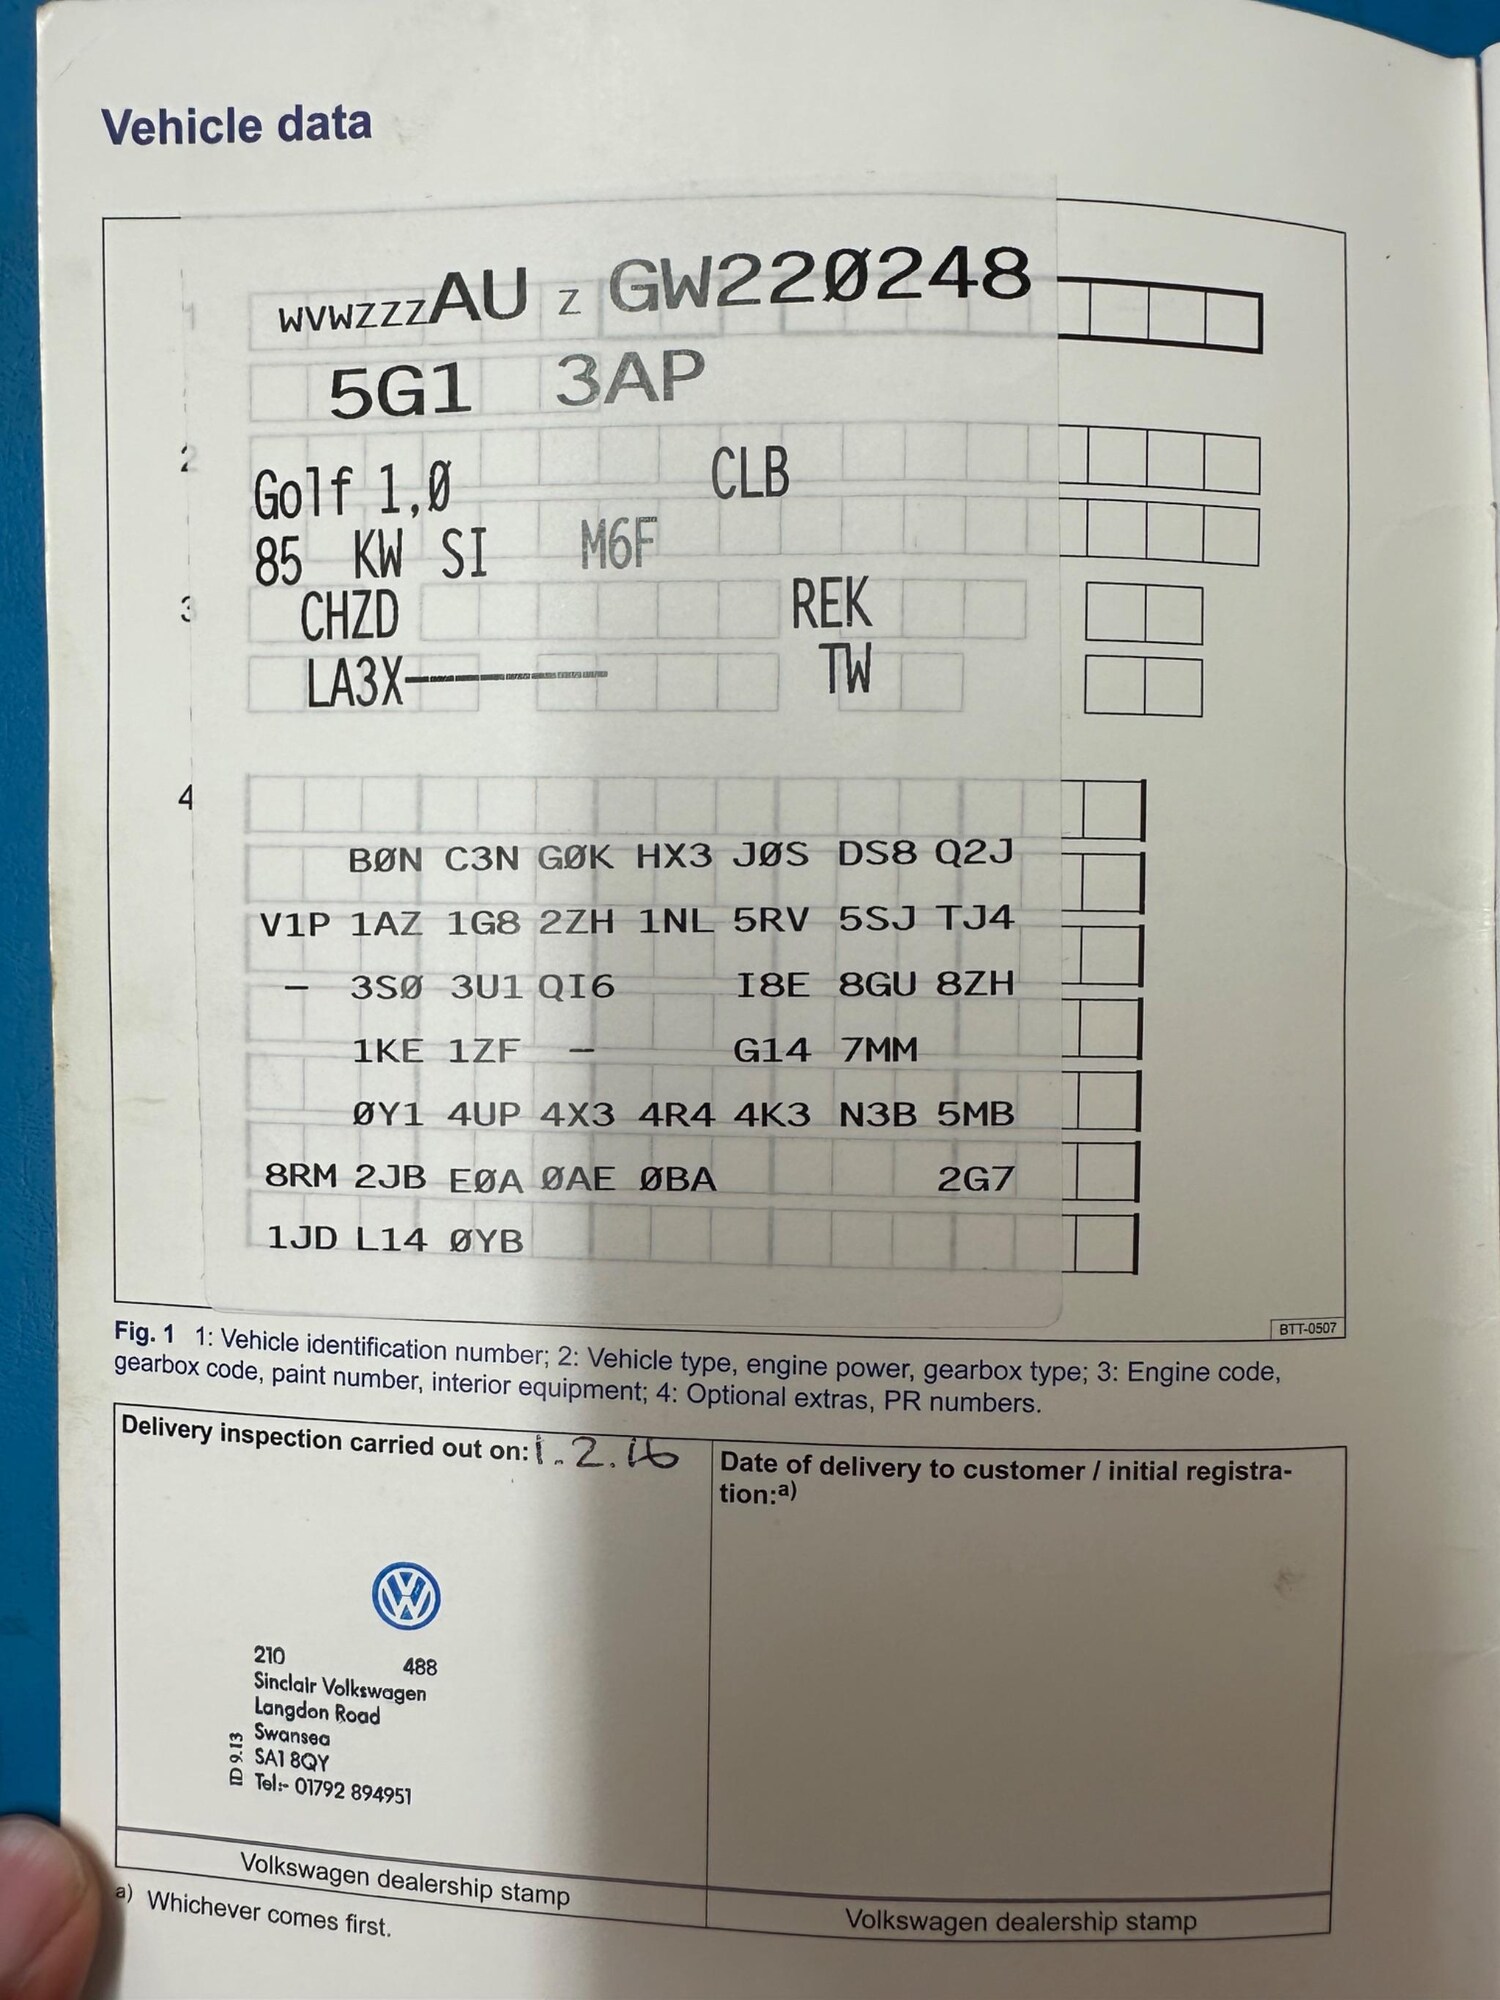 Vehicle data
1 WVWZZZAU Z GW22Ø248
5G1 3AP
2
Golf 1,Ø CLB
85 KW SI M6F
3 CHZD REK
LA3X TW
4
BØN C3N GØK HX3 JØS DS8 Q2J
V1P 1AZ 1G8 2ZH 1NL 5RV 5SJ TJ4
– 3SØ 3U1 QI6 I8E 8GU 8ZH
1KE 1ZF – G14 7MM
ØY1 4UP 4X3 4R4 4K3 N3B 5MB
8RM 2JB EØA ØAE ØBA 2G7
1JD L14 ØYB
BTT-0507
Fig. 1 1: Vehicle identification number; 2: Vehicle type, engine power, gearbox type; 3: Engine code,
gearbox code, paint number, interior equipment; 4: Optional extras, PR numbers.
Delivery inspection carried out on: 1.2.16
Date of delivery to customer / initial registra-
tion:a)
210 488
Sinclair Volkswagen
Langdon Road
Swansea
SA1 8QY
Tel:- 01792 894951
ID 9.13
Volkswagen dealership stamp
Volkswagen dealership stamp
a) Whichever comes first.